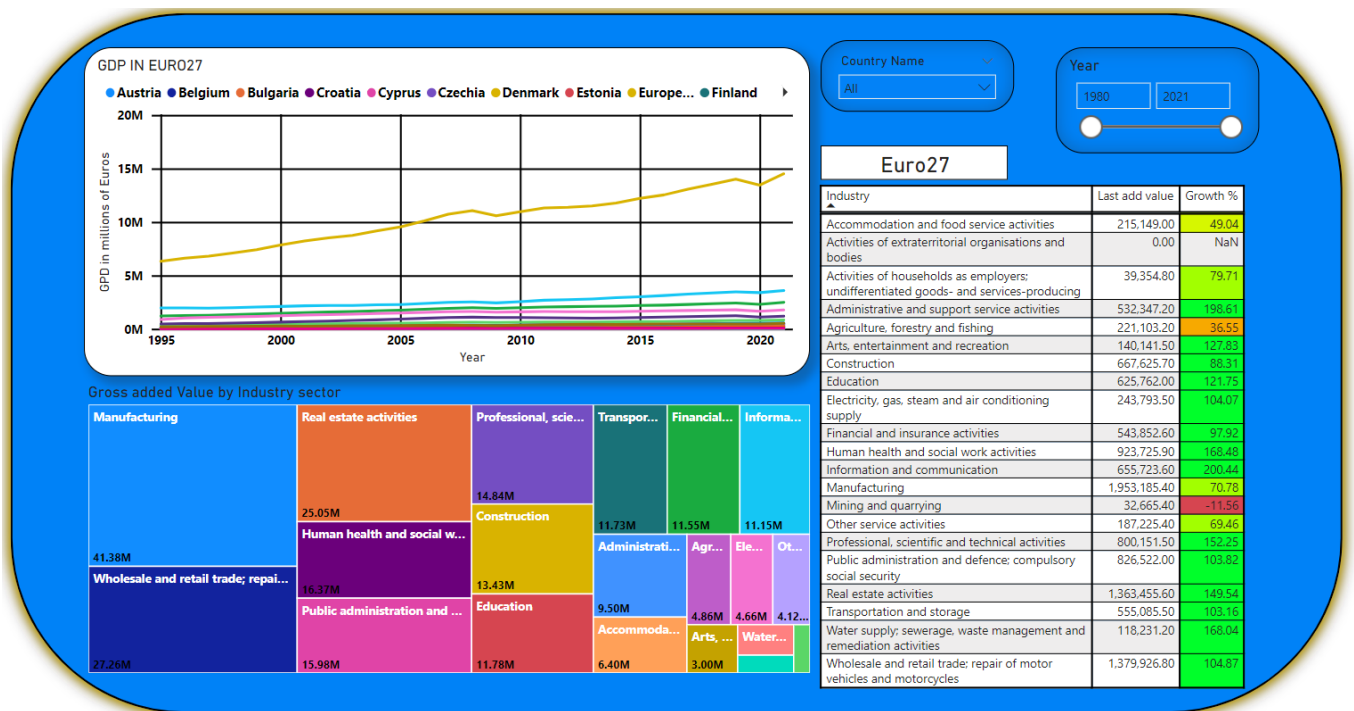 GDP IN EURO27
Austria Belgium Bulgaria Croatia Cyprus Czechia Denmark Estonia Europe... Finland
20M
15M
10M
5M
0M
GPD in millions of Euros
1995 2000 2005 2010 2015 2020
Year
Country Name
All
Year
1980 2021
Euro27
Industry Last add value Growth %
Accommodation and food service activities 215,149.00 49.04
Activities of extraterritorial organisations and 0.00 NaN
bodies
Activities of households as employers; 39,354.80 79.71
undifferentiated goods- and services-producing
Administrative and support service activities 532,347.20 198.61
Agriculture, forestry and fishing 221,103.20 36.55
Arts, entertainment and recreation 140,141.50 127.83
Construction 667,625.70 88.31
Education 625,762.00 121.75
Electricity, gas, steam and air conditioning 243,793.50 104.07
supply
Financial and insurance activities 543,852.60 97.92
Human health and social work activities 923,725.90 168.48
Information and communication 655,723.60 200.44
Manufacturing 1,953,185.40 70.78
Mining and quarrying 32,665.40 -11.56
Other service activities 187,225.40 69.46
Professional, scientific and technical activities 800,151.50 152.25
Public administration and defence; compulsory 826,522.00 103.82
social security
Real estate activities 1,363,455.60 149.54
Transportation and storage 555,085.50 103.16
Water supply; sewerage, waste management and 118,231.20 168.04
remediation activities
Wholesale and retail trade; repair of motor 1,379,926.80 104.87
vehicles and motorcycles
Gross added Value by Industry sector
Manufacturing
41.38M
Wholesale and retail trade; repai...
27.26M
Real estate activities
25.05M
Human health and social w...
16.37M
Public administration and ...
15.98M
Professional, scie...
14.84M
Construction
13.43M
Education
11.78M
Transpor...
11.73M
Financial...
11.55M
Informa...
11.15M
Administrati...
9.50M
Accommoda...
6.40M
Agr...
4.86M
Ele...
4.66M
Ot...
4.12...
Arts, ...
3.00M
Water...